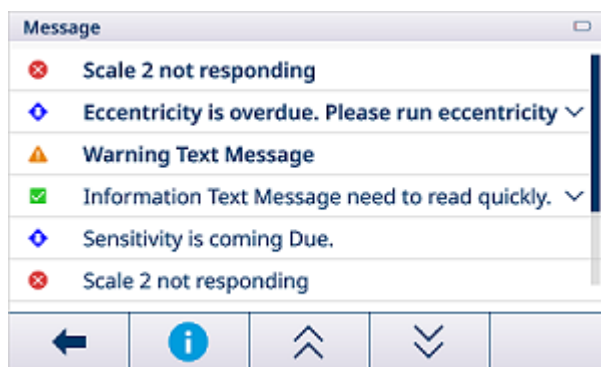 Message
Scale 2 not responding
Eccentricity is overdue. Please run eccentricity
Warning Text Message
Information Text Message need to read quickly.
Sensitivity is coming Due.
Scale 2 not responding